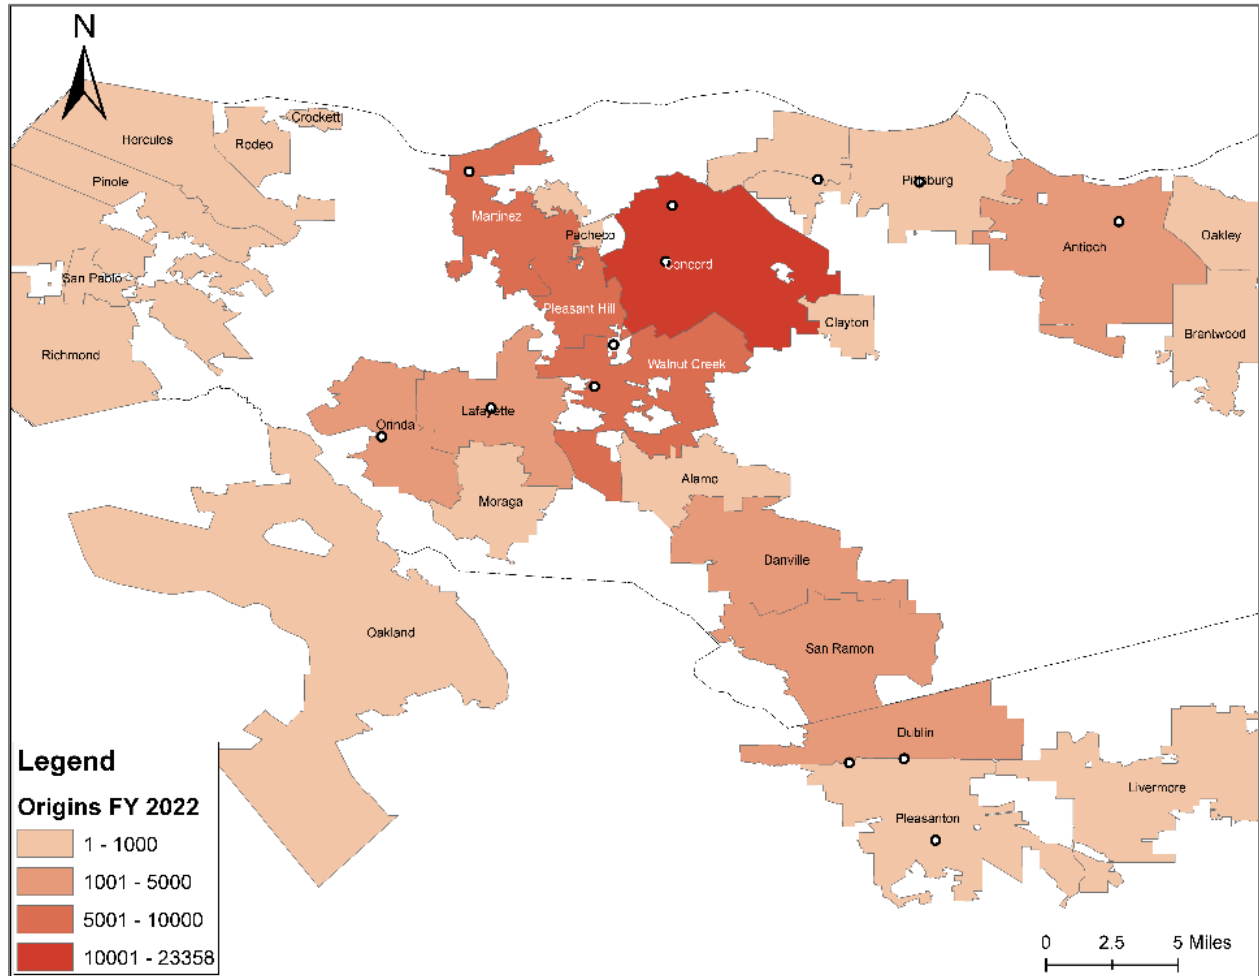 N
Crockett
Hercules
Rodeo
Pinole
Pittsburg
Martinez
Pacheco
Oakley
Antioch
Concord
San Pablo
Pleasant Hill
Clayton
Brantwood
Richmond
Walnut Creek
Lafayette
Orinda
Alamo
Moraga
Danville
Oakland
San Ramon
Dublin
Livermore
Pleasanton
Legend
Origins FY 2022
1 - 1000
1001 - 5000
5001 - 10000
10001 - 23358
0 2.5 5 Miles